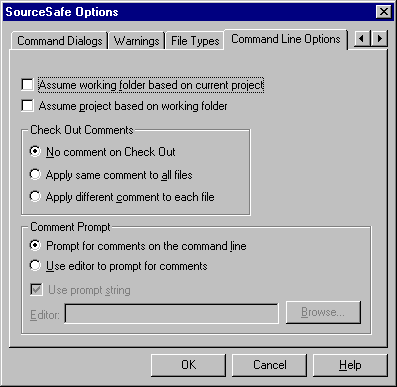 SourceSafe Options
Command Dialogs Warnings File Types Command Line Options
Assume working folder based on current project
Assume project based on working folder
Check Out Comments
No comment on Check Out
Apply same comment to all files
Apply different comment to each file
Comment Prompt
Prompt for comments on the command line
Use editor to prompt for comments
Use prompt string
Editor: Browse...
OK Cancel Help